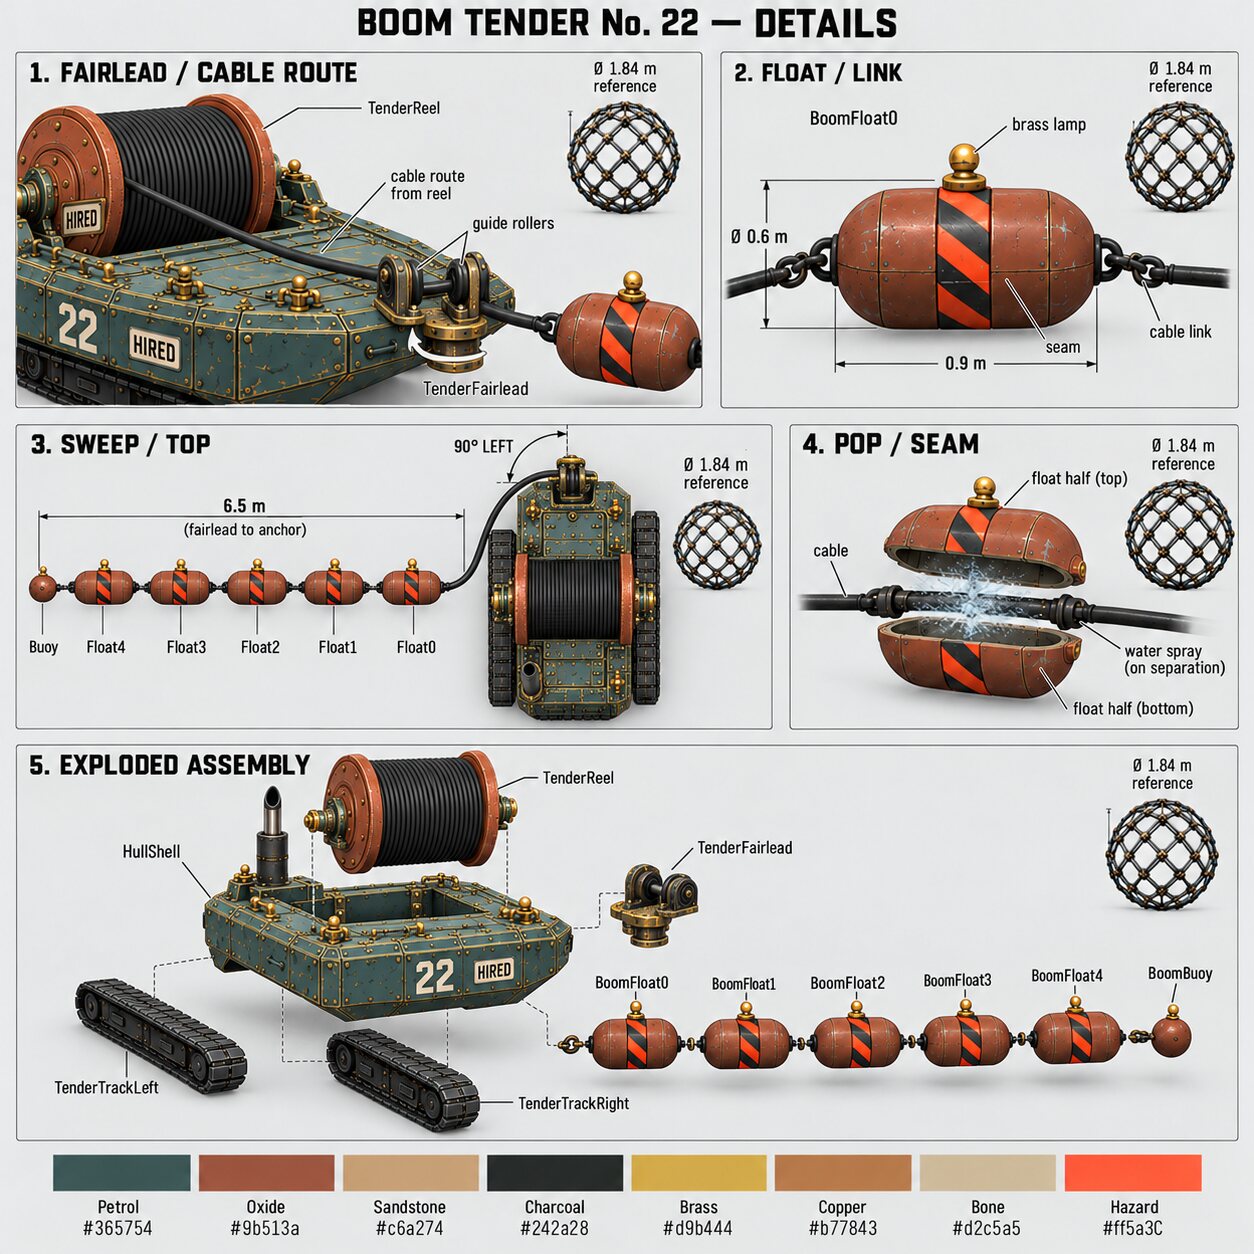 BOOM TENDER No. 22 — DETAILS
1. FAIRLEAD / CABLE ROUTE
Ø 1.84 m
reference
TenderReel
cable route
from reel
guide rollers
HIRED
22
HIRED
TenderFairlead
2. FLOAT / LINK
Ø 1.84 m
reference
BoomFloat0
brass lamp
Ø 0.6 m
cable link
seam
0.9 m
3. SWEEP / TOP
90° LEFT
Ø 1.84 m
reference
6.5 m
(fairlead to anchor)
Buoy
Float4
Float3
Float2
Float1
Float0
4. POP / SEAM
Ø 1.84 m
reference
float half (top)
cable
water spray
(on separation)
float half (bottom)
5. EXPLODED ASSEMBLY
Ø 1.84 m
reference
TenderReel
HullShell
TenderFairlead
22
HIRED
BoomFloat0
BoomFloat1
BoomFloat2
BoomFloat3
BoomFloat4
BoomBuoy
TenderTrackLeft
TenderTrackRight
Petrol
#365754
Oxide
#9b513a
Sandstone
#c6a274
Charcoal
#242a28
Brass
#d9b444
Copper
#b77843
Bone
#d2c5a5
Hazard
#ff5a3C